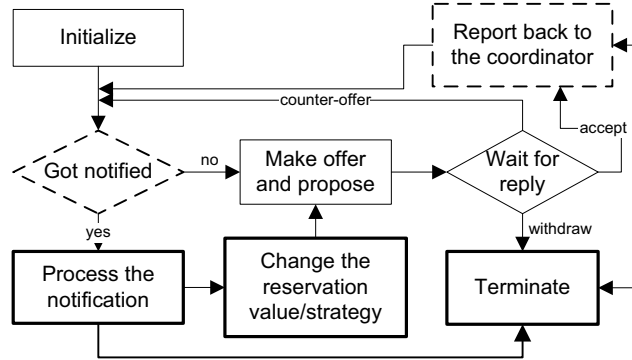 Initialize
Report back to
the coordinator
counter-offer
accept
Got notified
no
Make offer
and propose
Wait for
reply
yes
withdraw
Process the
notification
Change the
reservation
value/strategy
Terminate